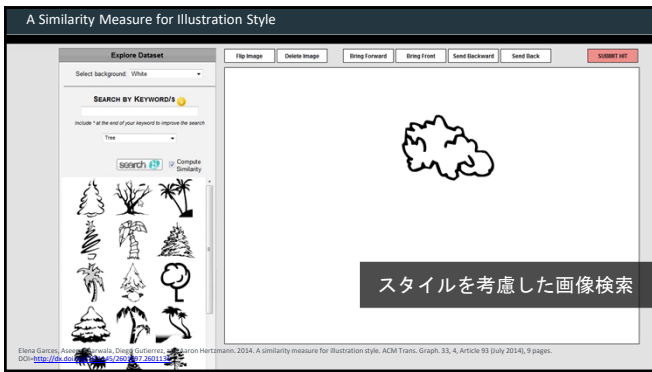 A Similarity Measure for Illustration Style
Explore Dataset
Flip Image
Delete Image
Bring Forward
Bring Front
Send Backward
Send Back
SUBMIT HIT
Select background: White
SEARCH BY KEYWORD/S
include * at the end of your keyword to improve the search
Tree
search
Compute
Similarity
スタイルを考慮した画像検索
Elena Garces, Aseem Agarwala, Diego Gutierrez, Aaron Hertzmann. 2014. A similarity measure for illustration style. ACM Trans. Graph. 33, 4, Article 93 (July 2014), 9 pages.